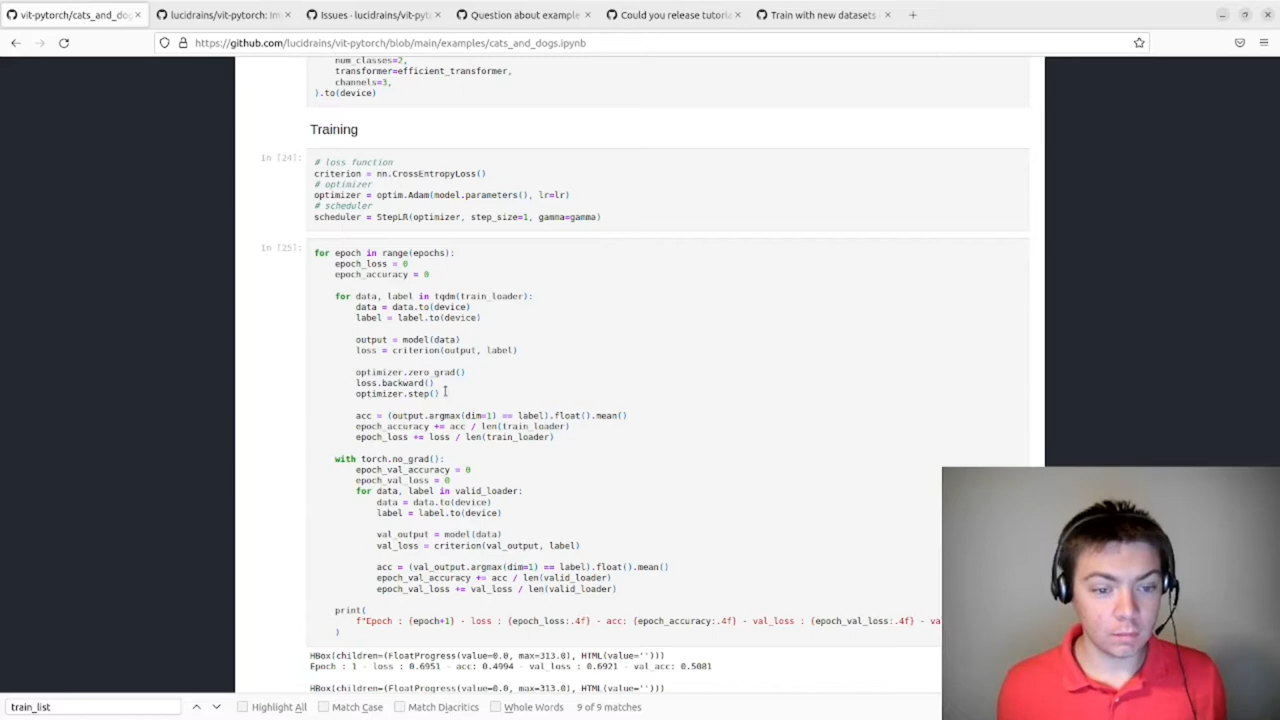 vit-pytorch/cats_and_dog
lucidrains/vit-pytorch: Im
Issues · lucidrains/vit-pyt
Question about example
Could you release tutoria
Train with new datasets
https://github.com/lucidrains/vit-pytorch/blob/main/examples/cats_and_dogs.ipynb
num_classes=2,
transformer=efficient_transformer,
channels=3,
).to(device)
Training
In [24]:
# loss function
criterion = nn.CrossEntropyLoss()
# optimizer
optimizer = optim.Adam(model.parameters(), lr=lr)
# scheduler
scheduler = StepLR(optimizer, step_size=1, gamma=gamma)
In [25]:
for epoch in range(epochs):
epoch_loss = 0
epoch_accuracy = 0
for data, label in tqdm(train_loader):
data = data.to(device)
label = label.to(device)
output = model(data)
loss = criterion(output, label)
optimizer.zero_grad()
loss.backward()
optimizer.step()
acc = (output.argmax(dim=1) == label).float().mean()
epoch_accuracy += acc / len(train_loader)
epoch_loss += loss / len(train_loader)
with torch.no_grad():
epoch_val_accuracy = 0
epoch_val_loss = 0
for data, label in valid_loader:
data = data.to(device)
label = label.to(device)
val_output = model(data)
val_loss = criterion(val_output, label)
acc = (val_output.argmax(dim=1) == label).float().mean()
epoch_val_accuracy += acc / len(valid_loader)
epoch_val_loss += val_loss / len(valid_loader)
print(
f"Epoch : {epoch+1} - loss : {epoch_loss:.4f} - acc: {epoch_accuracy:.4f} - val_loss : {epoch_val_loss:.4f} - va
)
HBox(children=(FloatProgress(value=0.0, max=313.0), HTML(value='')))
Epoch : 1 - loss : 0.6951 - acc: 0.4994 - val_loss : 0.6921 - val_acc: 0.5081
HBox(children=(FloatProgress(value=0.0, max=313.0), HTML(value='')))
train_list
Highlight All
Match Case
Match Diacritics
Whole Words
9 of 9 matches